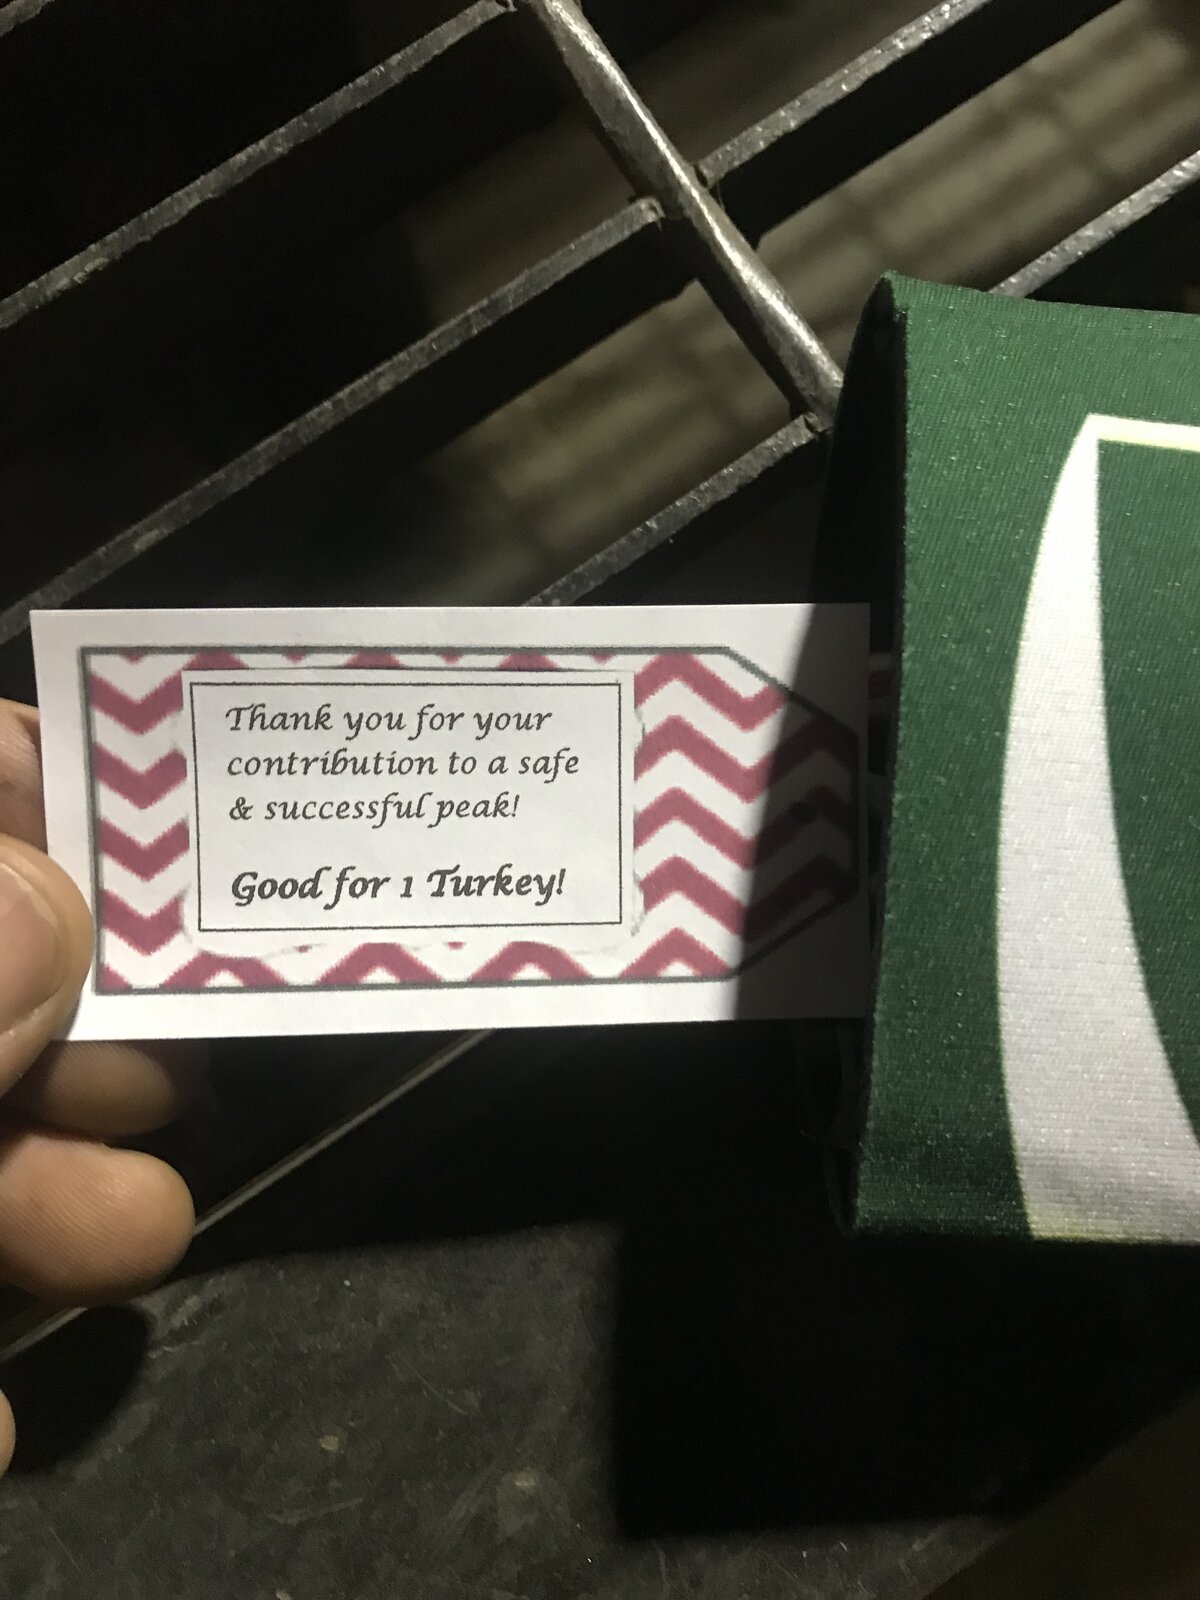 Thank you for your
contribution to a safe
& successful peak!
Good for 1 Turkey!